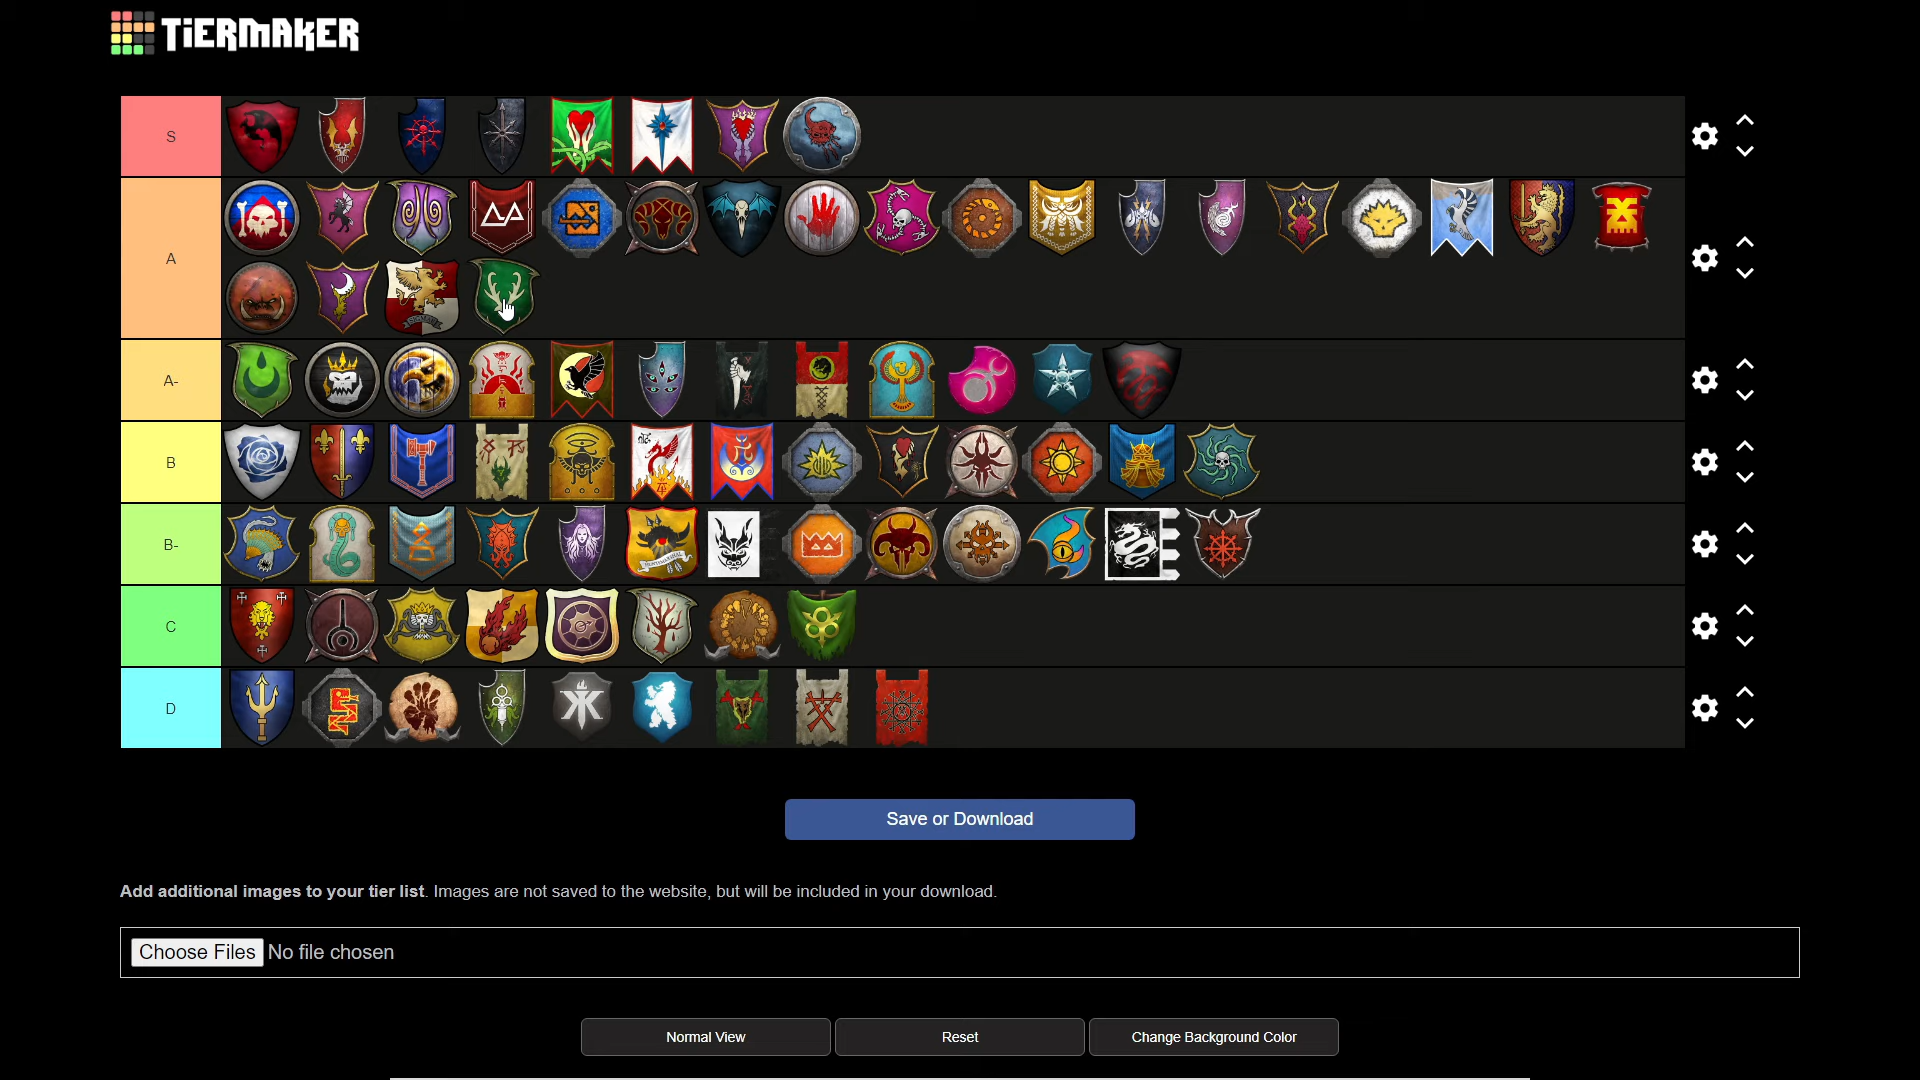 TiERMAKER
S
A
A-
B
B-
C
D
SIGMAR
Save or Download
Add additional images to your tier list. Images are not saved to the website, but will be included in your download.
Choose Files No file chosen
Normal View
Reset
Change Background Color